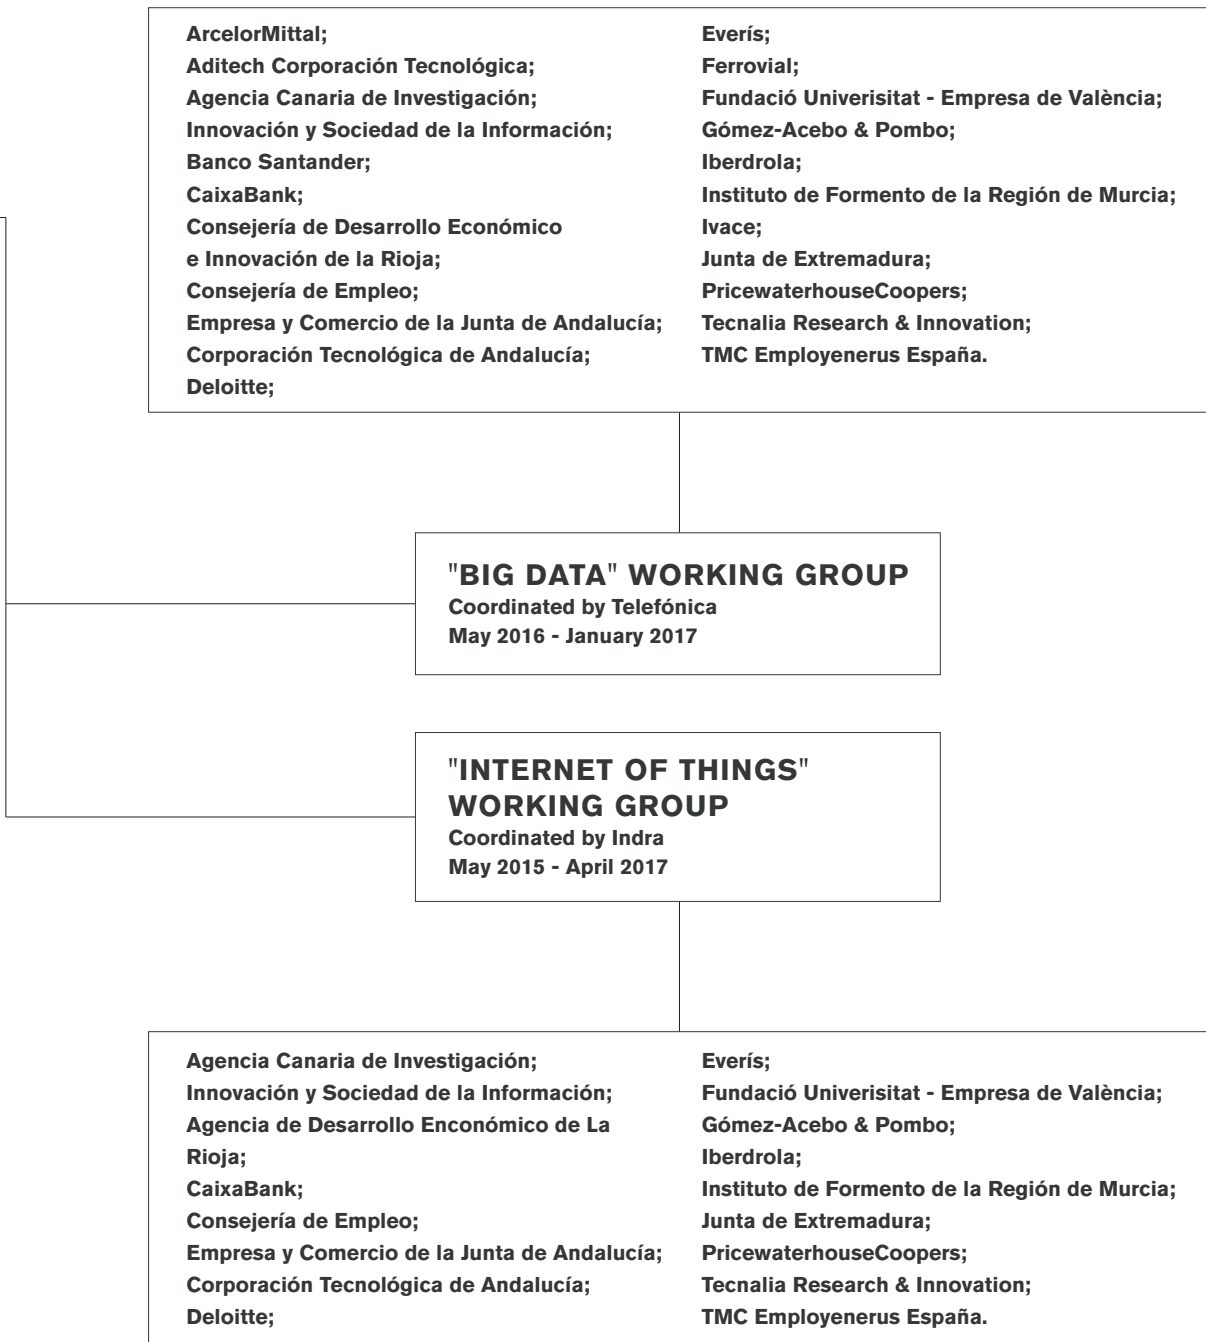 ArcelorMittal;
Aditech Corporación Tecnológica;
Agencia Canaria de Investigación;
Innovación y Sociedad de la Información;
Banco Santander;
CaixaBank;
Consejería de Desarrollo Económico
e Innovación de la Rioja;
Consejería de Empleo;
Empresa y Comercio de la Junta de Andalucía;
Corporación Tecnológica de Andalucía;
Deloitte;
Everís;
Ferrovial;
Fundació Univerisitat - Empresa de València;
Gómez-Acebo & Pombo;
Iberdrola;
Instituto de Formento de la Región de Murcia;
Ivace;
Junta de Extremadura;
PricewaterhouseCoopers;
Tecnalia Research & Innovation;
TMC Employenerus España.
"BIG DATA" WORKING GROUP
Coordinated by Telefónica
May 2016 - January 2017
"INTERNET OF THINGS"
WORKING GROUP
Coordinated by Indra
May 2015 - April 2017
Agencia Canaria de Investigación;
Innovación y Sociedad de la Información;
Agencia de Desarrollo Enconómico de La
Rioja;
CaixaBank;
Consejería de Empleo;
Empresa y Comercio de la Junta de Andalucía;
Corporación Tecnológica de Andalucía;
Deloitte;
Everís;
Fundació Univerisitat - Empresa de València;
Gómez-Acebo & Pombo;
Iberdrola;
Instituto de Formento de la Región de Murcia;
Junta de Extremadura;
PricewaterhouseCoopers;
Tecnalia Research & Innovation;
TMC Employenerus España.